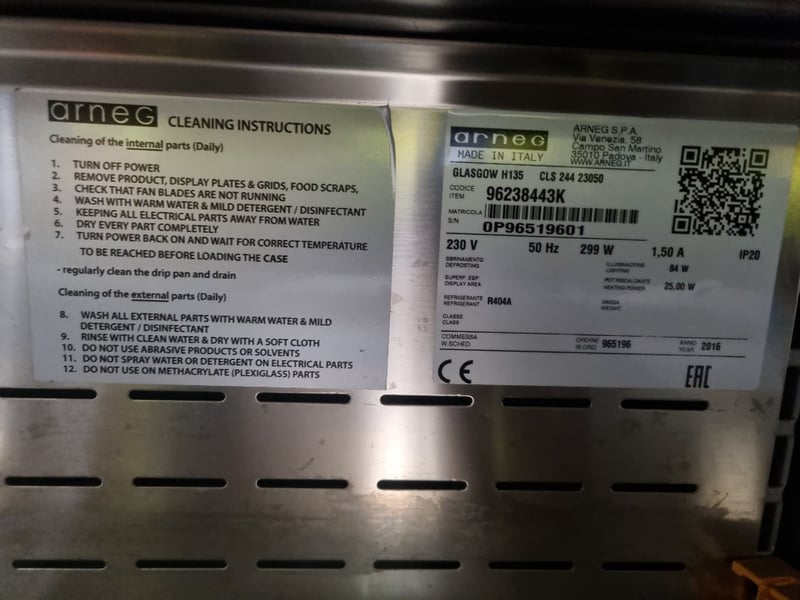 arneg CLEANING INSTRUCTIONS
Cleaning of the internal parts (Daily)
1. TURN OFF POWER
2. REMOVE PRODUCT, DISPLAY PLATES & GRIDS, FOOD SCRAPS,
3. CHECK THAT FAN BLADES ARE NOT RUNNING
4. WASH WITH WARM WATER & MILD DETERGENT / DISINFECTANT
5. KEEPING ALL ELECTRICAL PARTS AWAY FROM WATER
6. DRY EVERY PART COMPLETELY
7. TURN POWER BACK ON AND WAIT FOR CORRECT TEMPERATURE
TO BE REACHED BEFORE LOADING THE CASE
- regularly clean the drip pan and drain
Cleaning of the external parts (Daily)
8. WASH ALL EXTERNAL PARTS WITH WARM WATER & MILD
DETERGENT / DISINFECTANT
9. RINSE WITH CLEAN WATER & DRY WITH A SOFT CLOTH
10. DO NOT USE ABRASIVE PRODUCTS OR SOLVENTS
11. DO NOT SPRAY WATER OR DETERGENT ON ELECTRICAL PARTS
12. DO NOT USE ON METHACRYLATE (PLEXIGLASS) PARTS
arneg
MADE IN ITALY
ARNEG S.P.A.
Via Venezia, 58
Campo San Martino
35010 Padova - Italy
WWW.ARNEG.IT
GLASGOW H135 CLS 244 23050
CODICE
ITEM 96238443K
MATRICOLA
S/N 0P96519601
230 V 50 Hz 299 W 1,50 A IP20
SBRINAMENTO
DEFROSTING
ILLUMINAZIONE
LIGHTING 84 W
SUPERF. ESP.
DISPLAY AREA
POT.RISCALDANTE
HEATING POWER 25,00 W
REFRIGERANTE
REFRIGERANT R404A
MASSA
WEIGHT
CLASSE
CLASS
COMMESSA
W.SCHED.
ORDINE
W.ORD 965196
ANNO
YEAR 2016
CE EAC